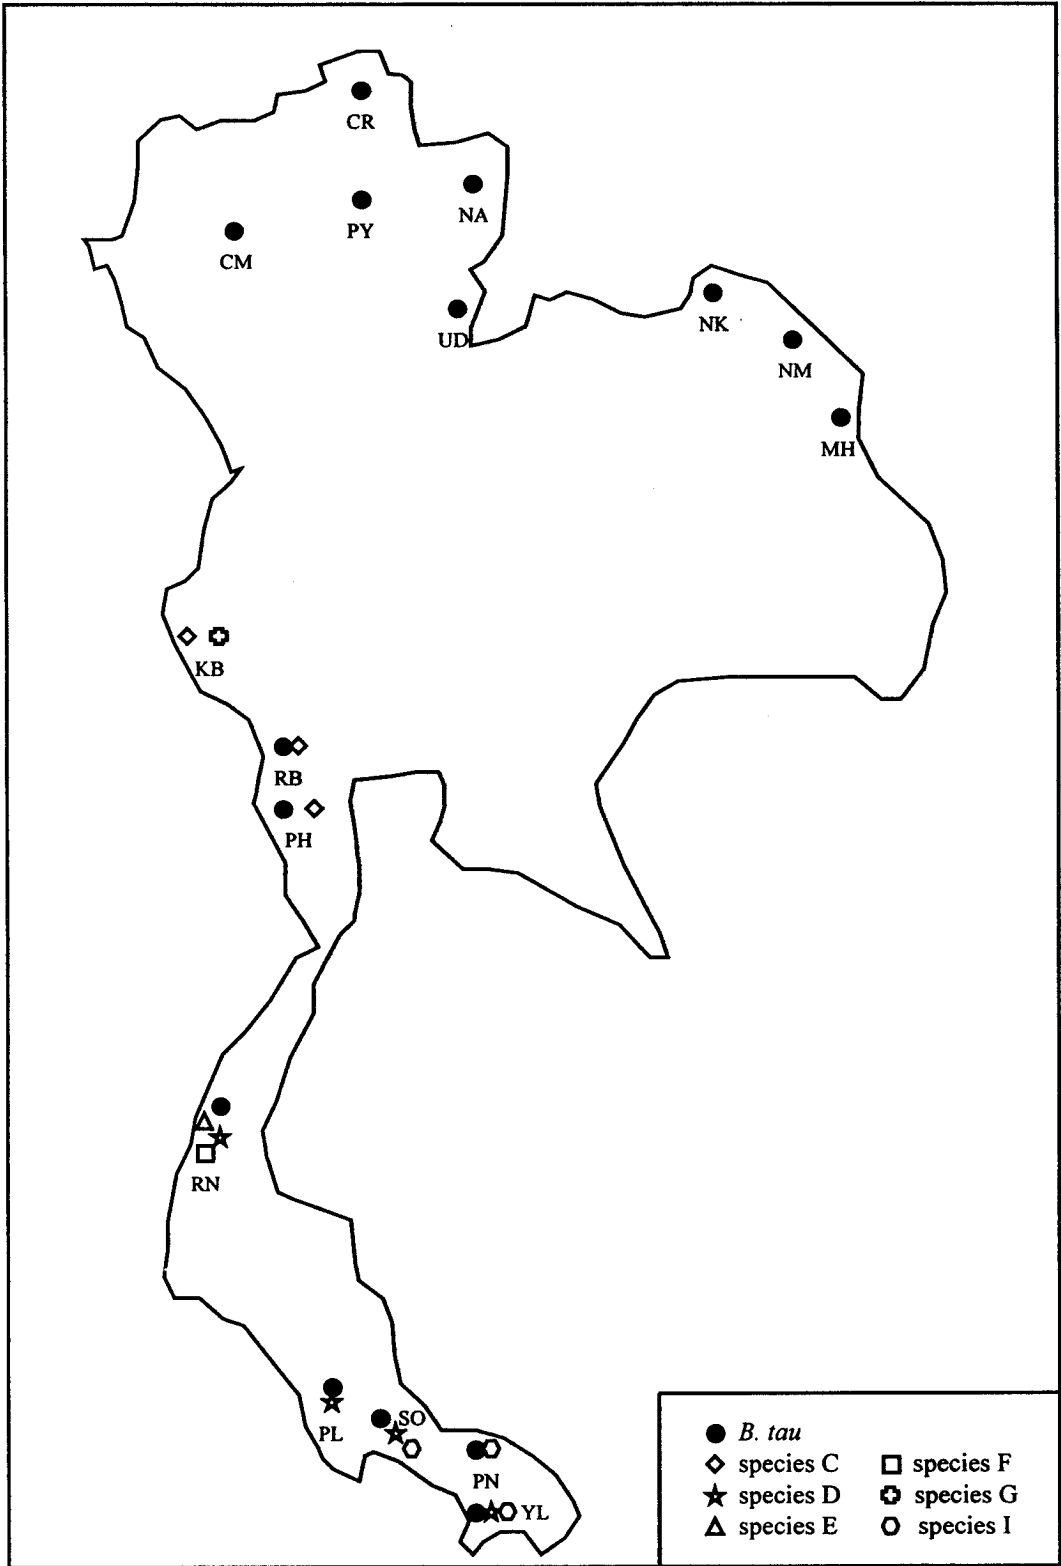 CR
NA
PY
CM
NK
UD
NM
MH
KB
RB
PH
RN
SO
PL
PN
YL
B. tau
species C
species F
species D
species G
species E
species I